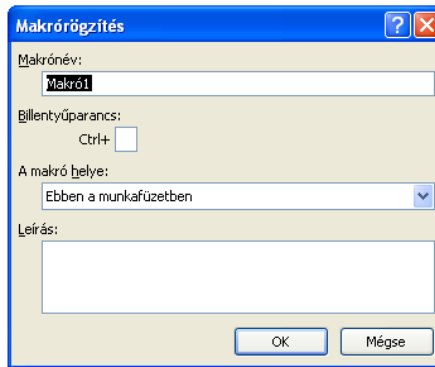 Makrórögzítés
Makrónév:
Makró1
Billentyűparancs:
Ctrl+
A makró helye:
Ebben a munkafüzetben
Leírás:
OK Mégse